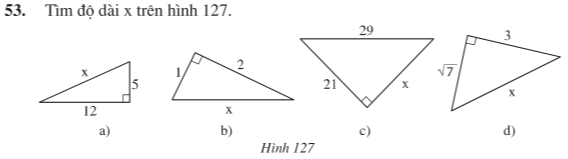 53. Tìm độ dài x trên hình 127.
x 5 12
1 2 x
29 21 x
3 √7 x
a) b) c) d)
Hình 127